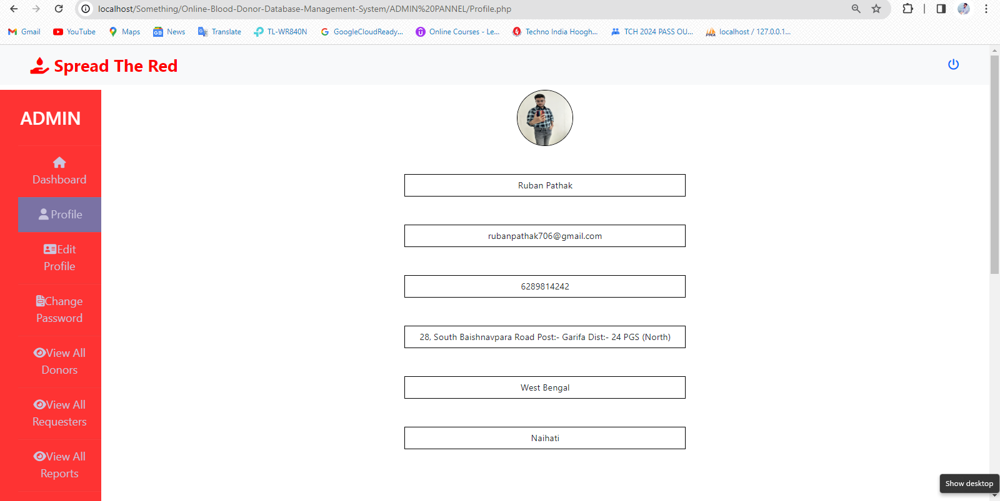 localhost/Something/Online-Blood-Donor-Database-Management-System/ADMIN%20PANNEL/Profile.php
Gmail YouTube Maps News Translate TL-WR840N GoogleCloudReady... Online Courses - Le... Techno India Hoogh... TCH 2024 PASS OU... PMA localhost / 127.0.0.1...
Spread The Red
ADMIN
Dashboard
Profile
Edit
Profile
Change
Password
View All
Donors
View All
Requesters
View All
Reports
Ruban Pathak
rubanpathak706@gmail.com
6289814242
28, South Baishnavpara Road Post:- Garifa Dist:- 24 PGS (North)
West Bengal
Naihati
Show desktop